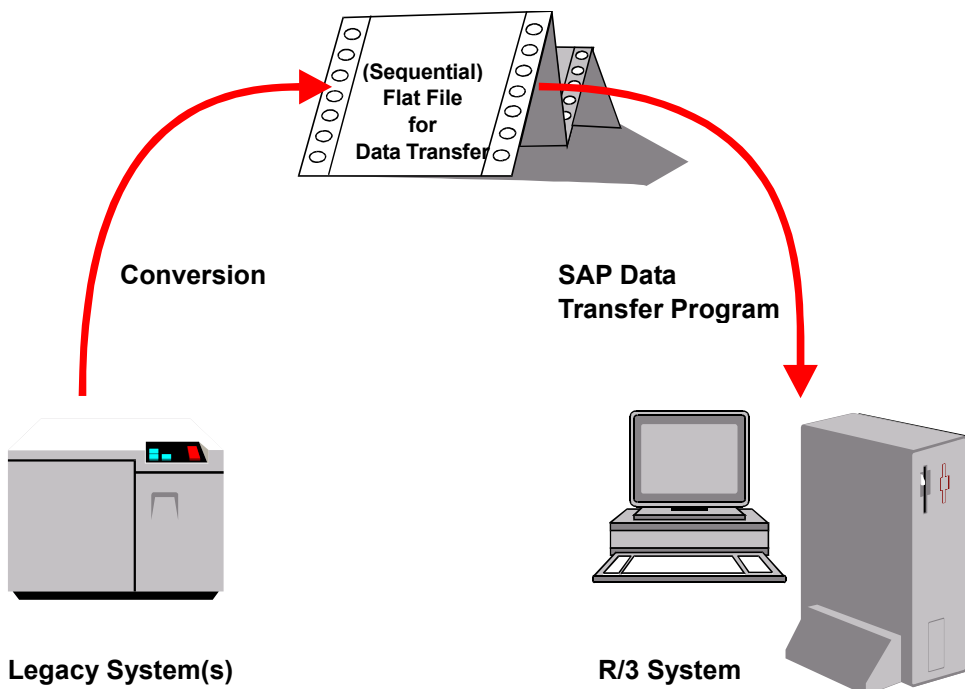 (Sequential)
Flat File
for
Data Transfer
Conversion
SAP Data
Transfer Program
Legacy System(s)
R/3 System